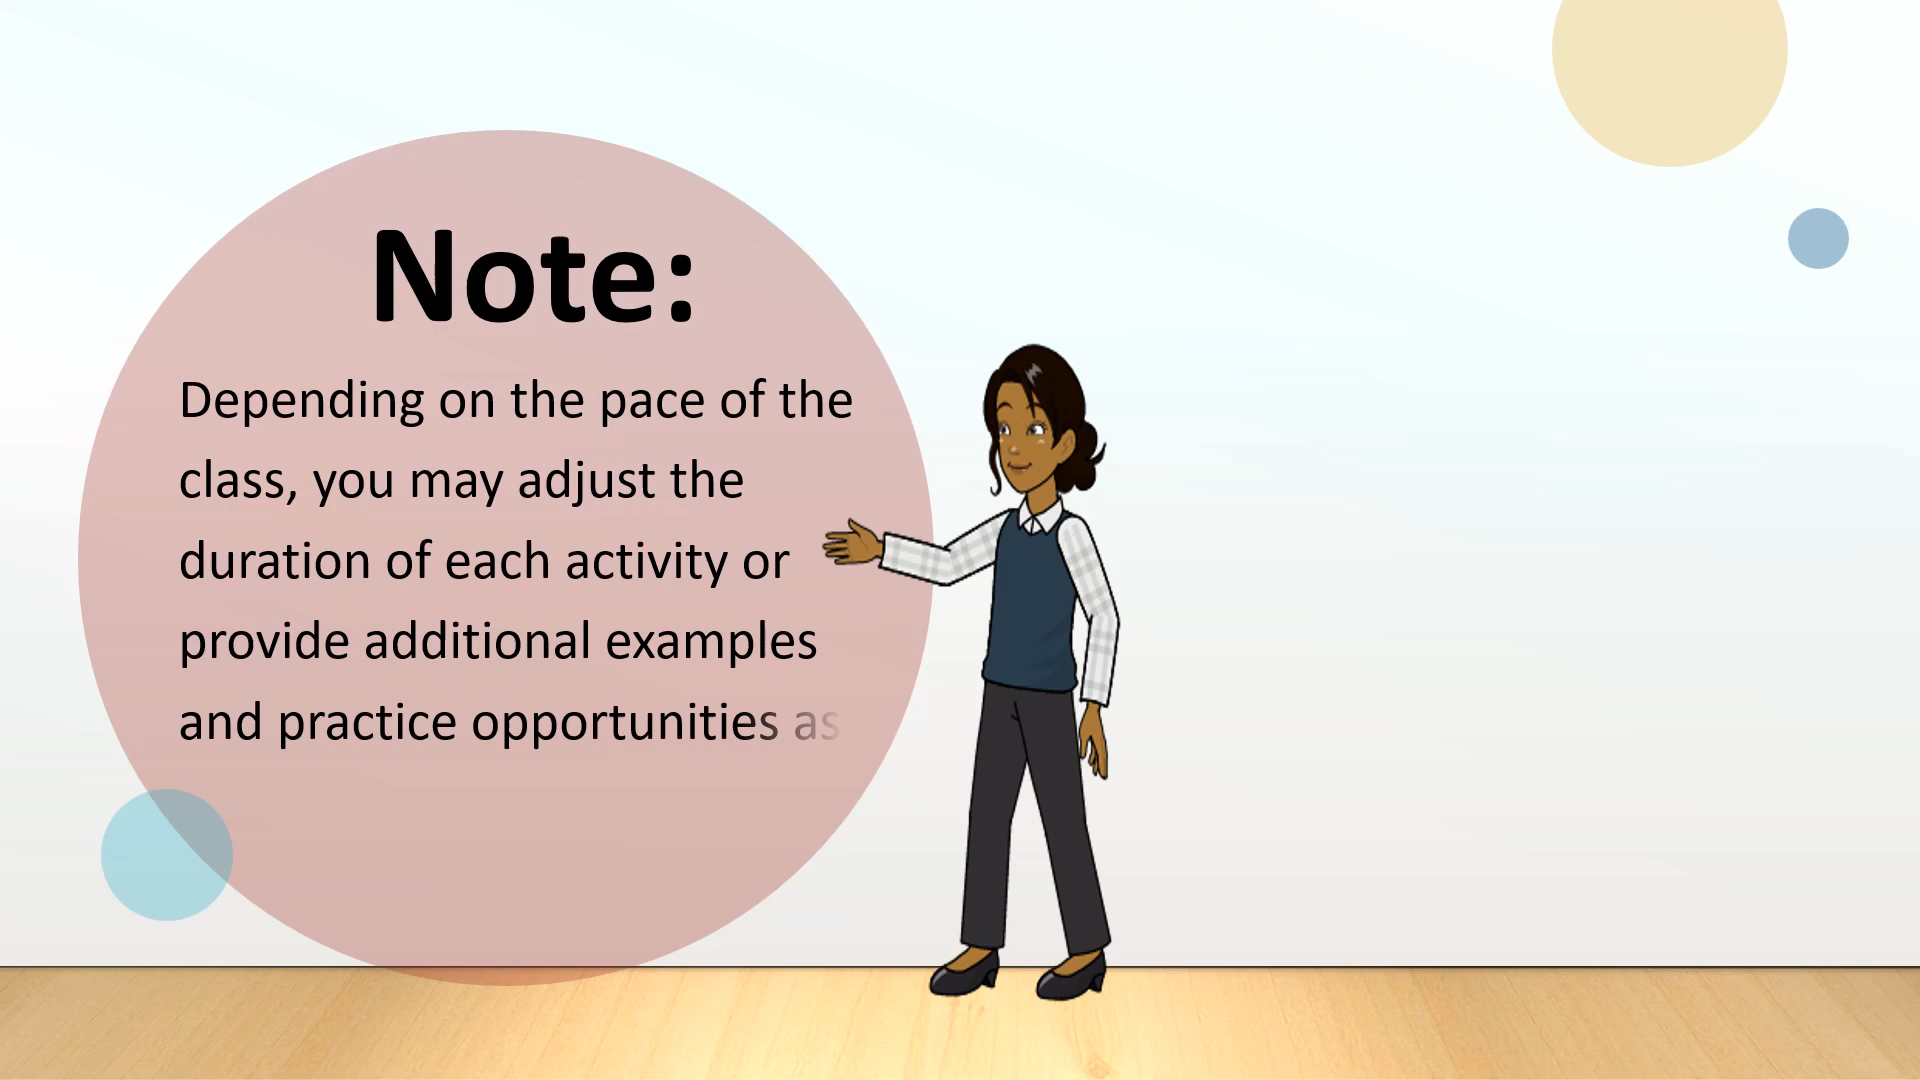 Note:
Depending on the pace of the
class, you may adjust the
duration of each activity or
provide additional examples
and practice opportunities as